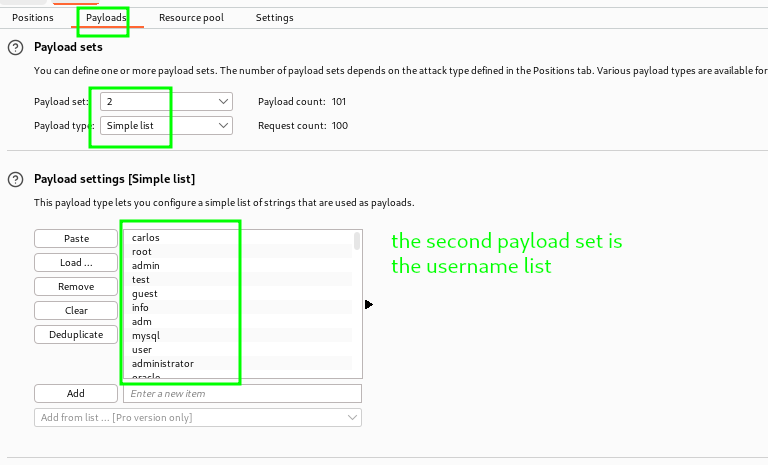 Positions Payloads Resource pool Settings
Payload sets
You can define one or more payload sets. The number of payload sets depends on the attack type defined in the Positions tab. Various payload types are available for
Payload set: 2 Payload count: 101
Payload type: Simple list Request count: 100
Payload settings [Simple list]
This payload type lets you configure a simple list of strings that are used as payloads.
Paste
Load ...
Remove
Clear
Deduplicate
carlos
root
admin
test
guest
info
adm
mysql
user
administrator
oracle
the second payload set is
the username list
Add Enter a new item
Add from list ... [Pro version only]